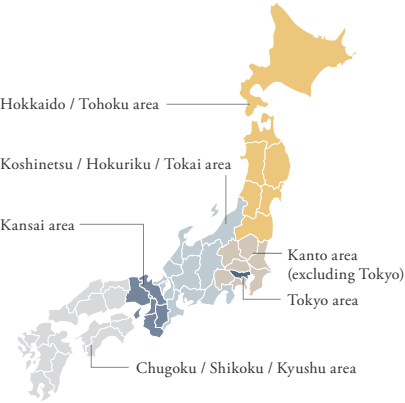 Hokkaido / Tohoku area
Koshinetsu / Hokuriku / Tokai area
Kansai area
Kanto area
(excluding Tokyo)
Tokyo area
Chugoku / Shikoku / Kyushu area